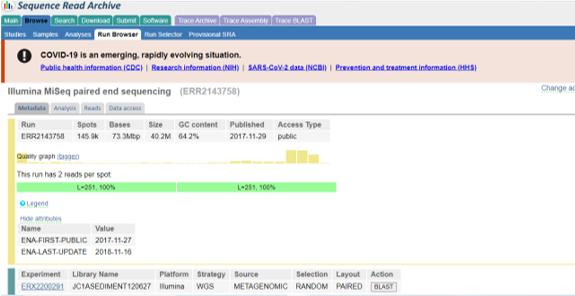 Sequence Read Archive
Main Browse Search Download Submit Software Trace Archive Trace Assembly Trace BLAST
Studies Samples Analyses Run Browser Run Selector Provisional SRA
COVID-19 is an emerging, rapidly evolving situation.
Public health information (CDC) | Research information (NIH) | SARS-CoV-2 data (NCBI) | Prevention and treatment information (HHS)
Illumina MiSeq paired end sequencing (ERR2143758) Change ac
Metadata Analysis Reads Data access
Run Spots Bases Size GC content Published Access Type
ERR2143758 145.9k 73.3Mbp 40.2M 64.2% 2017-11-29 public
Quality graph (bigger)
This run has 2 reads per spot
L=251, 100% L=251, 100%
Legend
Hide attributes
Name Value
ENA-FIRST-PUBLIC 2017-11-27
ENA-LAST-UPDATE 2016-11-16
Experiment Library Name Platform Strategy Source Selection Layout Action
ERX2200291 JC1ASEDIMENT120627 Illumina WGS METAGENOMIC RANDOM PAIRED BLAST